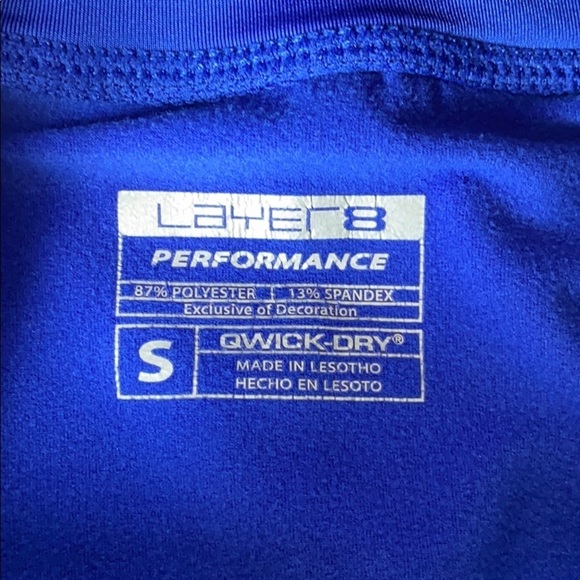 Layer8
PERFORMANCE
87% POLYESTER 13% SPANDEX
Exclusive of Decoration
S
QWICK-DRY®
MADE IN LESOTHO
HECHO EN LESOTO